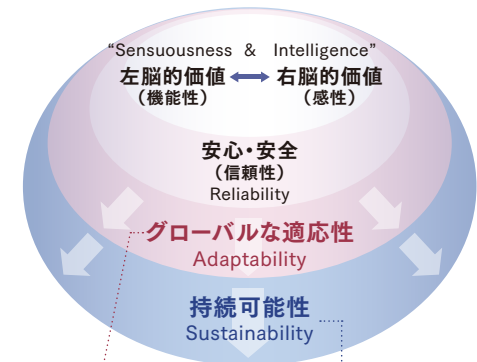 “Sensuousness & Intelligence”
左脳的価値 右脳的価値
（機能性） （感性）
安心・安全
（信頼性）
Reliability
グローバルな適応性
Adaptability
持続可能性
Sustainability